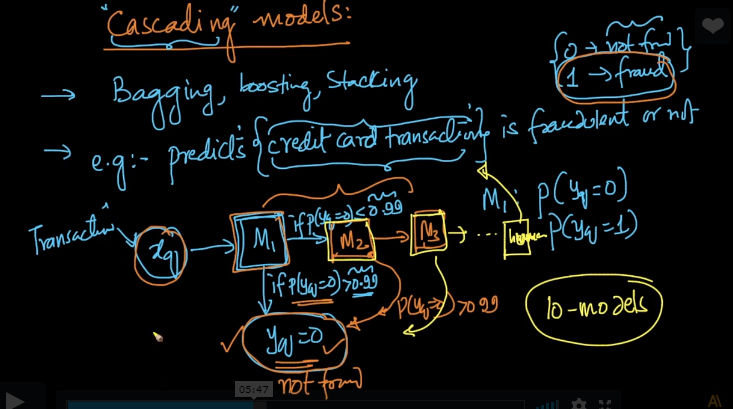 "Cascading" models:
{0 → not fraud}
{1 → fraud}
→ Bagging, boosting, Stacking
→ e.g:- predict's {credit card transaction} is fraudulent or not
M1: P(yq=0)
P(yq=1)
Transaction
xq
M1
if P(yq=0)<0.99
M2
M3
...
human
if P(yq=0)>0.99
P(yq=0)>0.99
10-models
yq=0
not fraud
05:47